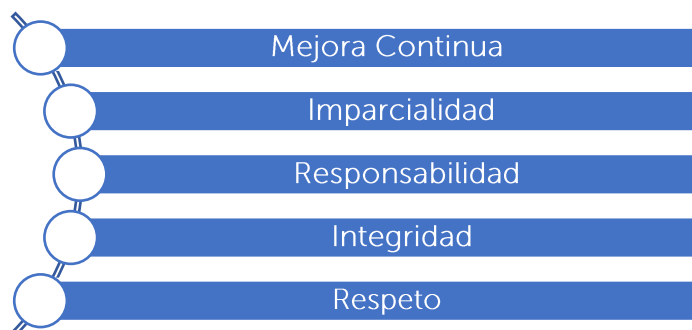 Mejora Continua
Imparcialidad
Responsabilidad
Integridad
Respeto